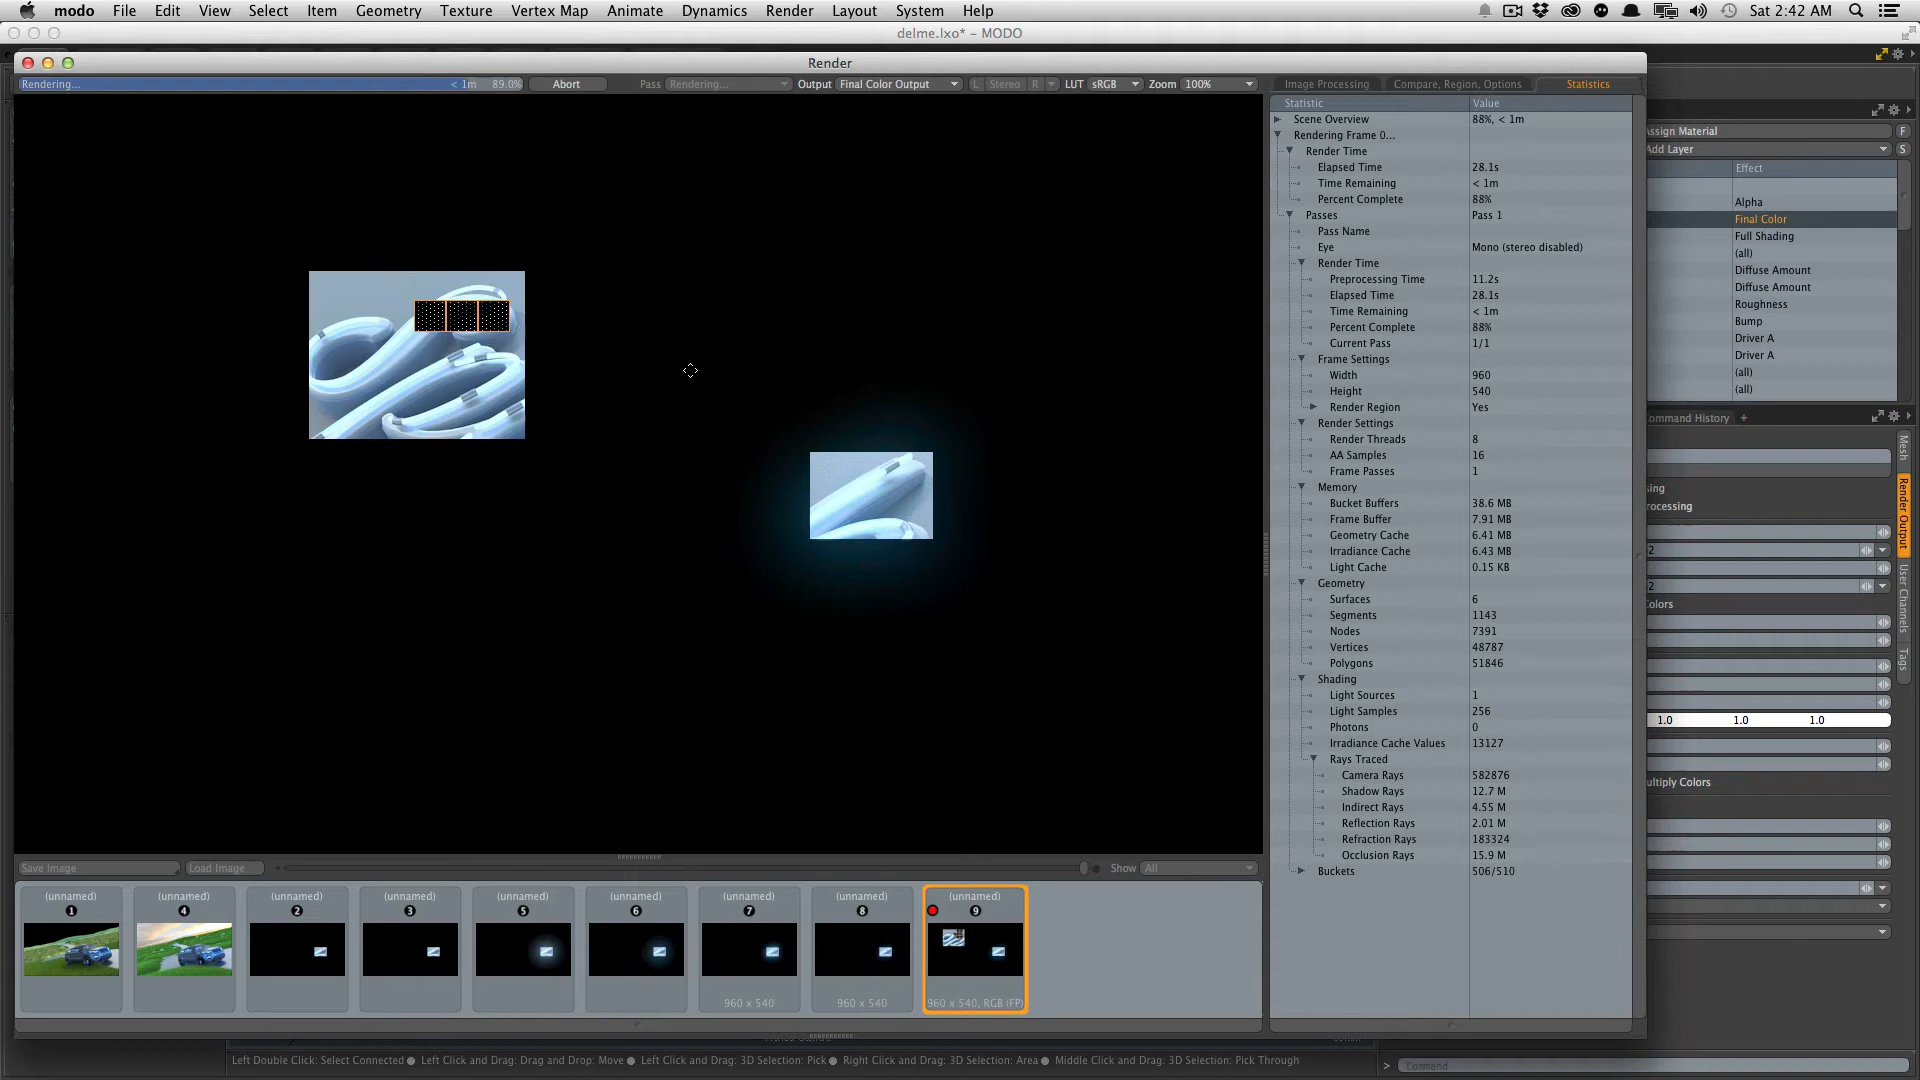 modo File Edit View Select Item Geometry Texture Vertex Map Animate Dynamics Render Layout System Help Sat 2:42 AM
delme.lxo* – MODO
Render
Rendering... < 1m 89.0% Abort Pass Rendering... Output Final Color Output L Stereo R LUT sRGB Zoom 100% Image Processing Compare, Region, Options Statistics
Statistic Value
Scene Overview 88%, < 1m
Rendering Frame 0...
Render Time
Elapsed Time 28.1s
Time Remaining < 1m
Percent Complete 88%
Passes Pass 1
Pass Name
Eye Mono (stereo disabled)
Render Time
Preprocessing Time 11.2s
Elapsed Time 28.1s
Time Remaining < 1m
Percent Complete 88%
Current Pass 1/1
Frame Settings
Width 960
Height 540
Render Region Yes
Render Settings
Render Threads 8
AA Samples 16
Frame Passes 1
Memory
Bucket Buffers 38.6 MB
Frame Buffer 7.91 MB
Geometry Cache 6.41 MB
Irradiance Cache 6.43 MB
Light Cache 0.15 KB
Geometry
Surfaces 6
Segments 1143
Nodes 7391
Vertices 48787
Polygons 51846
Shading
Light Sources 1
Light Samples 256
Photons 0
Irradiance Cache Values 13127
Rays Traced
Camera Rays 582876
Shadow Rays 12.7 M
Indirect Rays 4.55 M
Reflection Rays 2.01 M
Refraction Rays 183324
Occlusion Rays 15.9 M
Buckets 506/510
Assign Material F
Add Layer S
Effect
Alpha
Final Color
Full Shading
(all)
Diffuse Amount
Diffuse Amount
Roughness
Bump
Driver A
Driver A
(all)
(all)
ommand History +
sing
rocessing
2
2
olors
1.0 1.0 1.0
ultiply Colors
Mesh
Render Output
User Channels
Tags
Save Image Load Image Show All
(unnamed) (unnamed) (unnamed) (unnamed) (unnamed) (unnamed) (unnamed) (unnamed) (unnamed)
1 4 2 3 5 6 7 8 9
960 x 540 960 x 540 960 x 540, RGB (FP)
Left Double Click: Select Connected Left Click and Drag: Drag and Drop: Move Left Click and Drag: 3D Selection: Pick Right Click and Drag: 3D Selection: Area Middle Click and Drag: 3D Selection: Pick Through
> Command